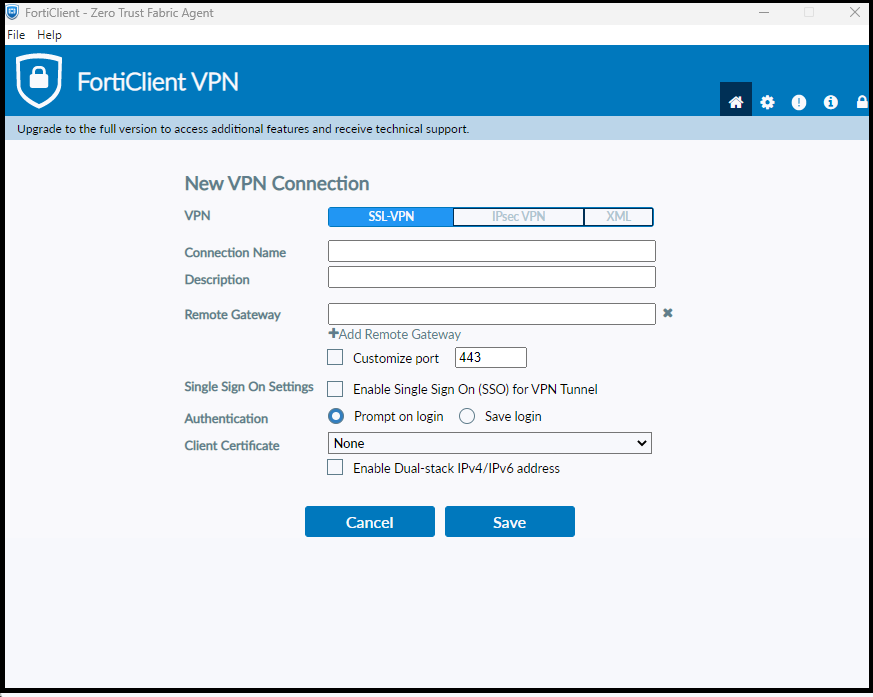 FortiClient - Zero Trust Fabric Agent
File Help
FortiClient VPN
Upgrade to the full version to access additional features and receive technical support.
New VPN Connection
VPN SSL-VPN IPsec VPN XML
Connection Name
Description
Remote Gateway
Add Remote Gateway
Customize port 443
Single Sign On Settings Enable Single Sign On (SSO) for VPN Tunnel
Authentication Prompt on login Save login
Client Certificate None
Enable Dual-stack IPv4/IPv6 address
Cancel Save